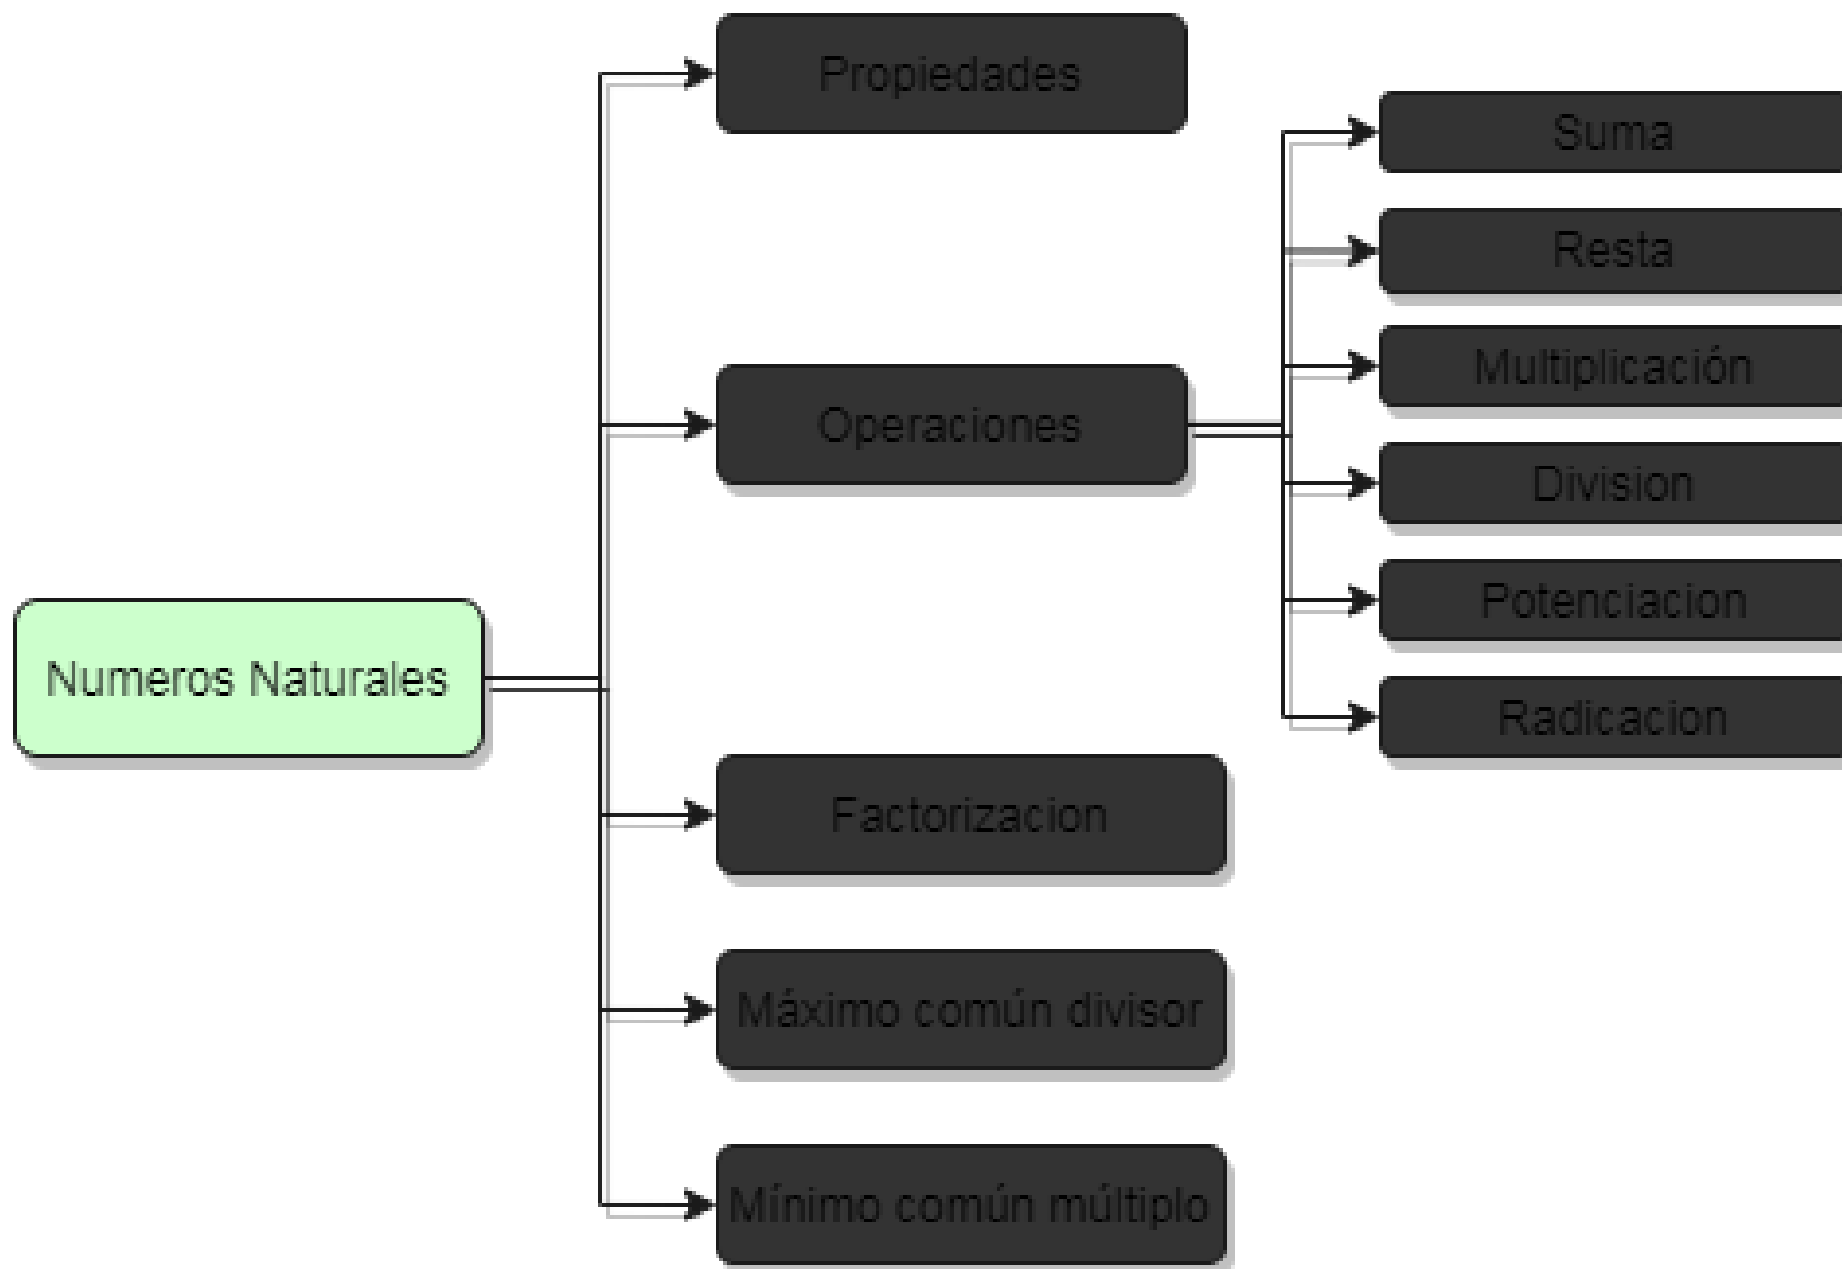 Numeros Naturales
Propiedades
Operaciones
Suma
Resta
Multiplicación
Division
Potenciacion
Radicacion
Factorizacion
Máximo común divisor
Mínimo común múltiplo